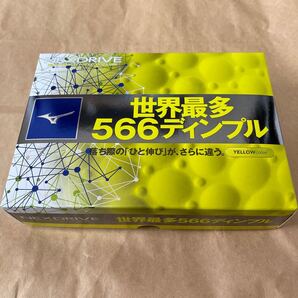 NEXDRIVE
世界最多
566ディンプル
落ち際の「ひと伸び」が、さらに違う。
YELLOW
NEXDRIVE 世界最多566ディンプル